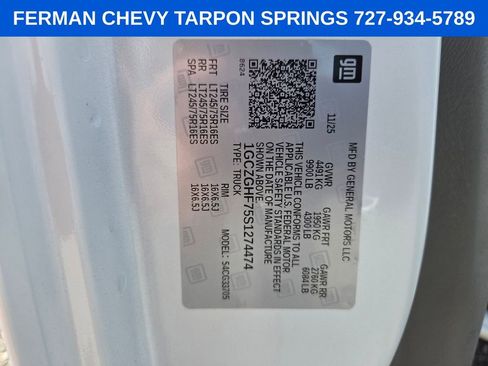 FERMAN CHEVY TARPON SPRINGS 727-934-5789
gm
MFD BY GENERAL MOTORS LLC
11/25
GVWR
4491 KG
9900 LB
GAWR FRT
1950 KG
4300 LB
GAWR RR
2760 KG
6084 LB
THIS VEHICLE CONFORMS TO ALL
APPLICABLE U.S. FEDERAL MOTOR
VEHICLE SAFETY STANDARDS IN EFFECT
ON THE DATE OF MANUFACTURE
SHOWN ABOVE.
1GCZGHF75S1274474
TYPE: TRUCK
MODEL: 54CG33705
B624
TIRE SIZE
RIM
FRT LT245/75R16ES
16X6.5J
RR LT245/75R16ES
16X6.5J
SPA LT245/75R16ES
16X6.5J